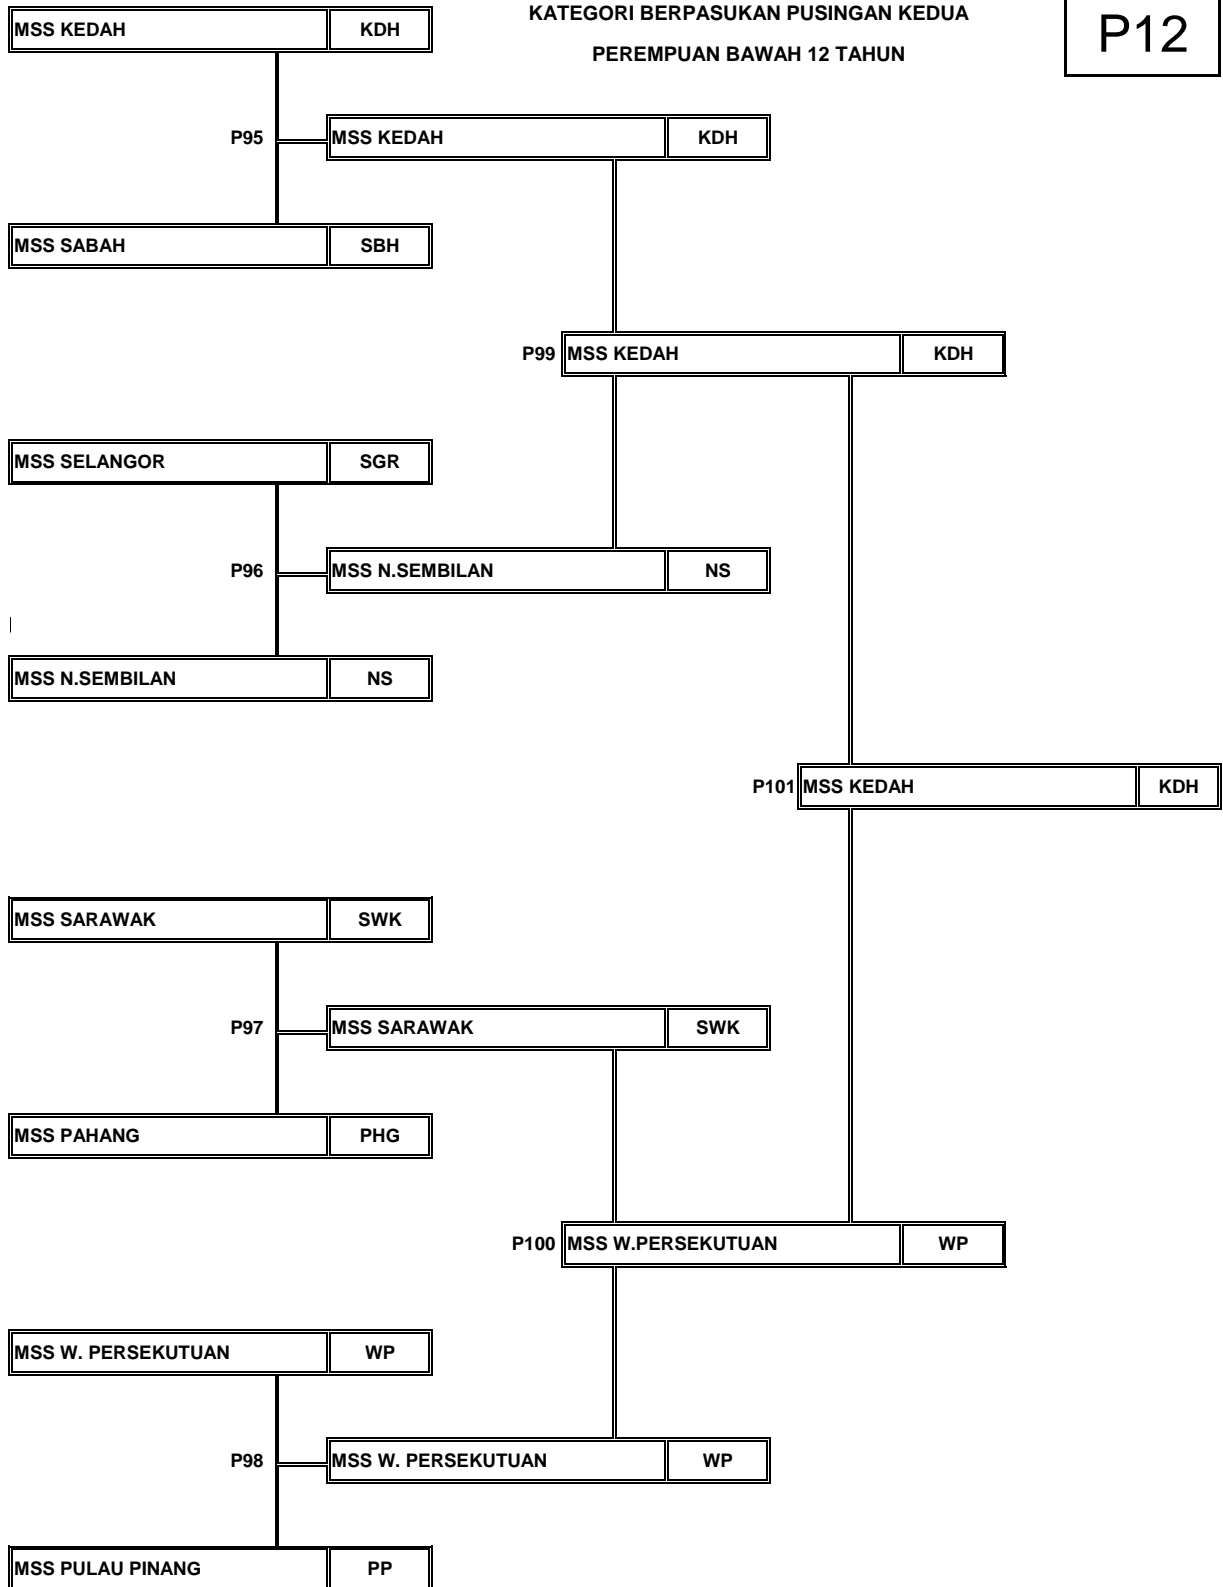 MSS KEDAH KDH
KATEGORI BERPASUKAN PUSINGAN KEDUA
PEREMPUAN BAWAH 12 TAHUN
P12
P95 MSS KEDAH KDH
MSS SABAH SBH
P99 MSS KEDAH KDH
MSS SELANGOR SGR
P96 MSS N.SEMBILAN NS
MSS N.SEMBILAN NS
P101 MSS KEDAH KDH
MSS SARAWAK SWK
P97 MSS SARAWAK SWK
MSS PAHANG PHG
P100 MSS W.PERSEKUTUAN WP
MSS W. PERSEKUTUAN WP
P98 MSS W. PERSEKUTUAN WP
MSS PULAU PINANG PP